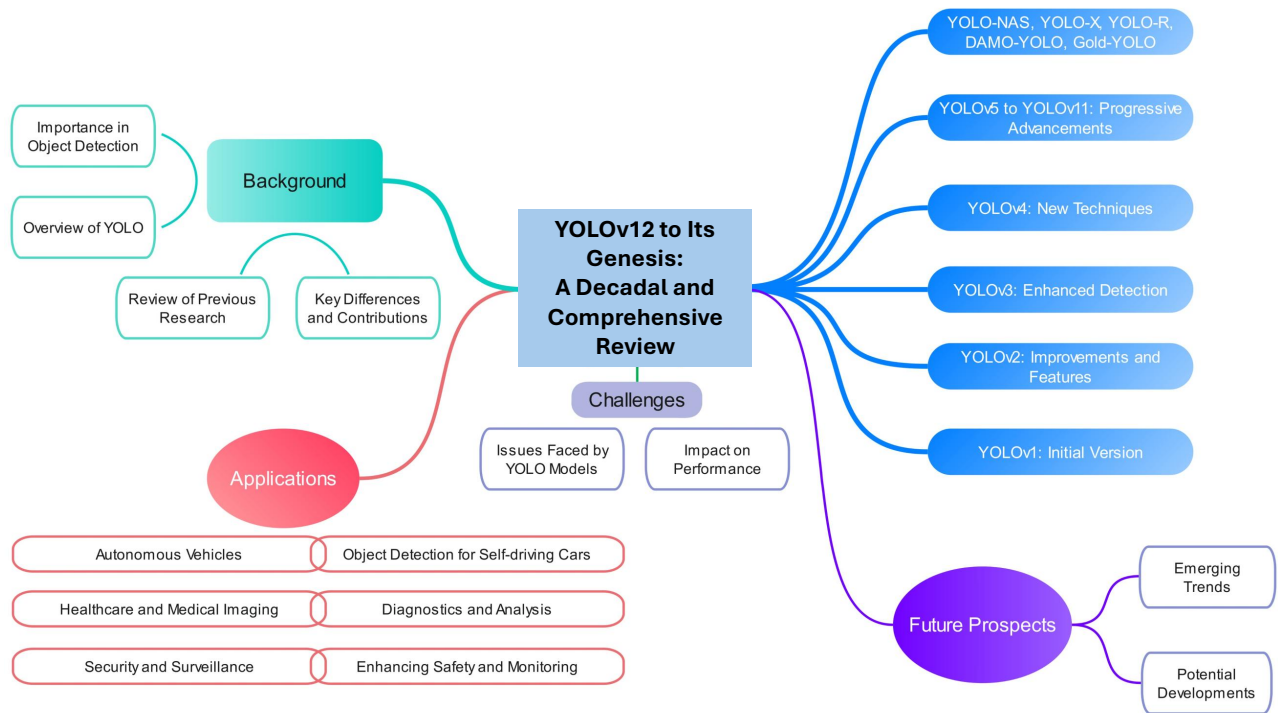 YOLOv12 to Its
Genesis:
A Decadal and
Comprehensive
Review
Background
Importance in
Object Detection
Overview of YOLO
Review of Previous
Research
Key Differences
and Contributions
Applications
Autonomous Vehicles
Object Detection for Self-driving Cars
Healthcare and Medical Imaging
Diagnostics and Analysis
Security and Surveillance
Enhancing Safety and Monitoring
Challenges
Issues Faced by
YOLO Models
Impact on
Performance
YOLO-NAS, YOLO-X, YOLO-R,
DAMO-YOLO, Gold-YOLO
YOLOv5 to YOLOv11: Progressive
Advancements
YOLOv4: New Techniques
YOLOv3: Enhanced Detection
YOLOv2: Improvements and
Features
YOLOv1: Initial Version
Future Prospects
Emerging
Trends
Potential
Developments